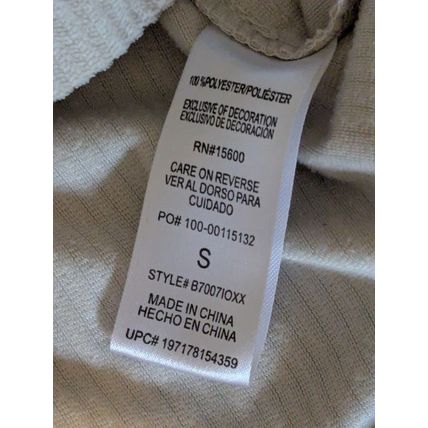 100 %POLYESTER/POLIÉSTER
EXCLUSIVE OF DECORATION
EXCLUSIVO DE DECORACIÓN
RN#15600
CARE ON REVERSE
VER AL DORSO PARA
CUIDADO
PO# 100-00115132
S
STYLE# B7007IOXX
MADE IN CHINA
HECHO EN CHINA
UPC# 197178154359